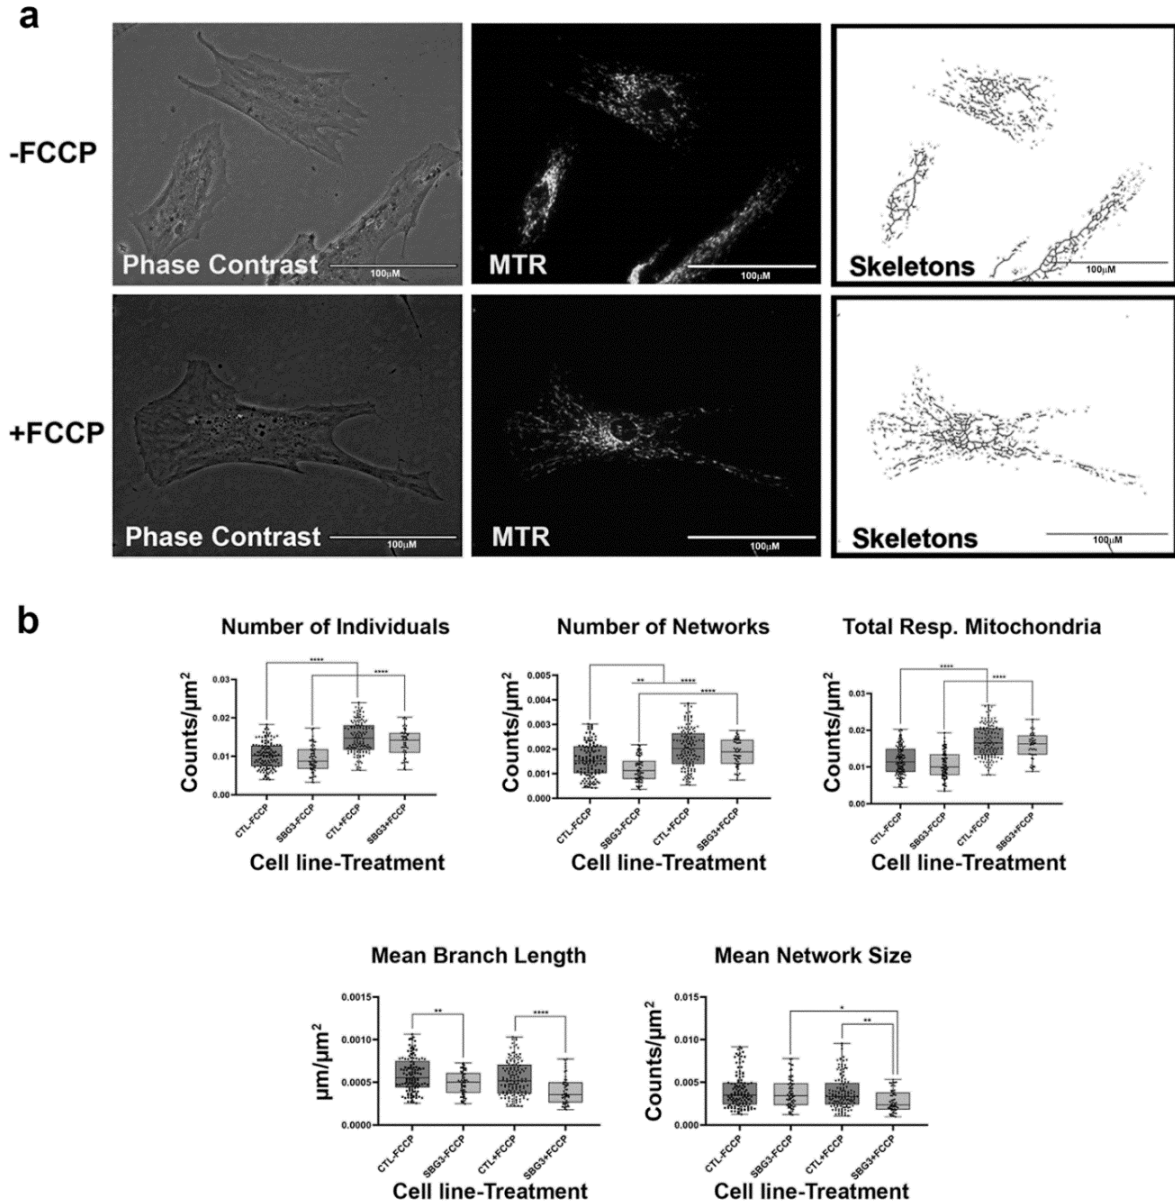 a
-FCCP
Phase Contrast
100μM
MTR
100μM
Skeletons
100μM
+FCCP
Phase Contrast
100μM
MTR
100μM
Skeletons
100μM
b
Number of Individuals
Counts/μm²
0.03
0.02
0.01
0.00
****
****
CTL-FCCP
SBG3-FCCP
CTL+FCCP
SBG3+FCCP
Cell line-Treatment
Number of Networks
Counts/μm²
0.005
0.004
0.003
0.002
0.001
0.000
**
****
****
CTL-FCCP
SBG3-FCCP
CTL+FCCP
SBG3+FCCP
Cell line-Treatment
Total Resp. Mitochondria
Counts/μm²
0.03
0.02
0.01
0.00
****
****
CTL-FCCP
SBG3-FCCP
CTL+FCCP
SBG3+FCCP
Cell line-Treatment
Mean Branch Length
μm/μm²
0.0015
0.0010
0.0005
0.0000
**
****
CTL-FCCP
SBG3-FCCP
CTL+FCCP
SBG3+FCCP
Cell line-Treatment
Mean Network Size
Counts/μm²
0.015
0.010
0.005
0.000
*
**
CTL-FCCP
SBG3-FCCP
CTL+FCCP
SBG3+FCCP
Cell line-Treatment